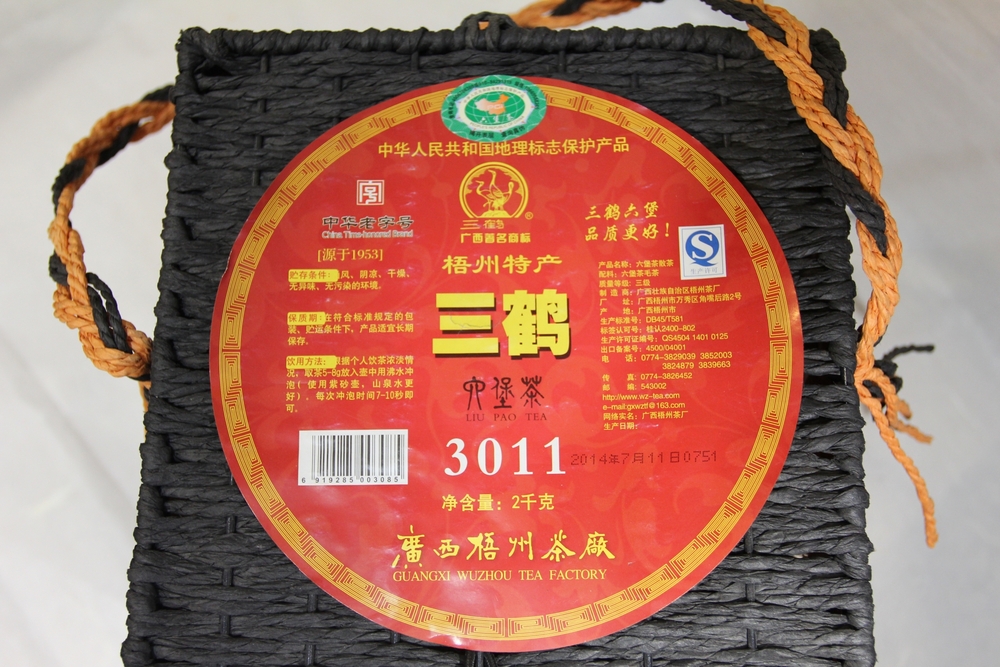 六堡茶
中华人民共和国地理标志保护产品
三鹤
®
广西著名商标
中华老字号
China Time-honored Brand
[源于1953]
贮存条件：通风、阴凉、干燥、
无异味、无污染的环境。
保质期：在符合标准规定的包
装、贮运条件下，产品适宜长期
保存。
饮用方法：根据个人饮茶浓淡情
况，取茶5-8g放入壶中用沸水冲
泡（使用紫砂壶，山泉水更
好），每次冲泡时间7-10秒即
可。
6 919285 003085
梧州特产
三鹤
六堡茶
LIU PAO TEA
3011
净含量：2千克
廣西梧州茶廠
GUANGXI WUZHOU TEA FACTORY
三鹤六堡
品质更好！
S
生产许可
产品名称：六堡茶散茶
配料：六堡茶毛茶
质量等级：三级
制造商：广西壮族自治区梧州茶厂
厂址：广西梧州市万秀区角嘴后路2号
产地：广西梧州市
生产标准号：DB45/T581
标签认可号：桂认2400-802
生产许可证编号：QS4504 1401 0125
出口备案号：4500/04001
电话：0774-3829039 3852003
3824879 3839663
传真：0774-3826452
邮编：543002
http://www.wz-tea.com
e-mail:gxwztf@163.com
网络实名：广西梧州茶厂
生产日期：
2014年7月11日0751